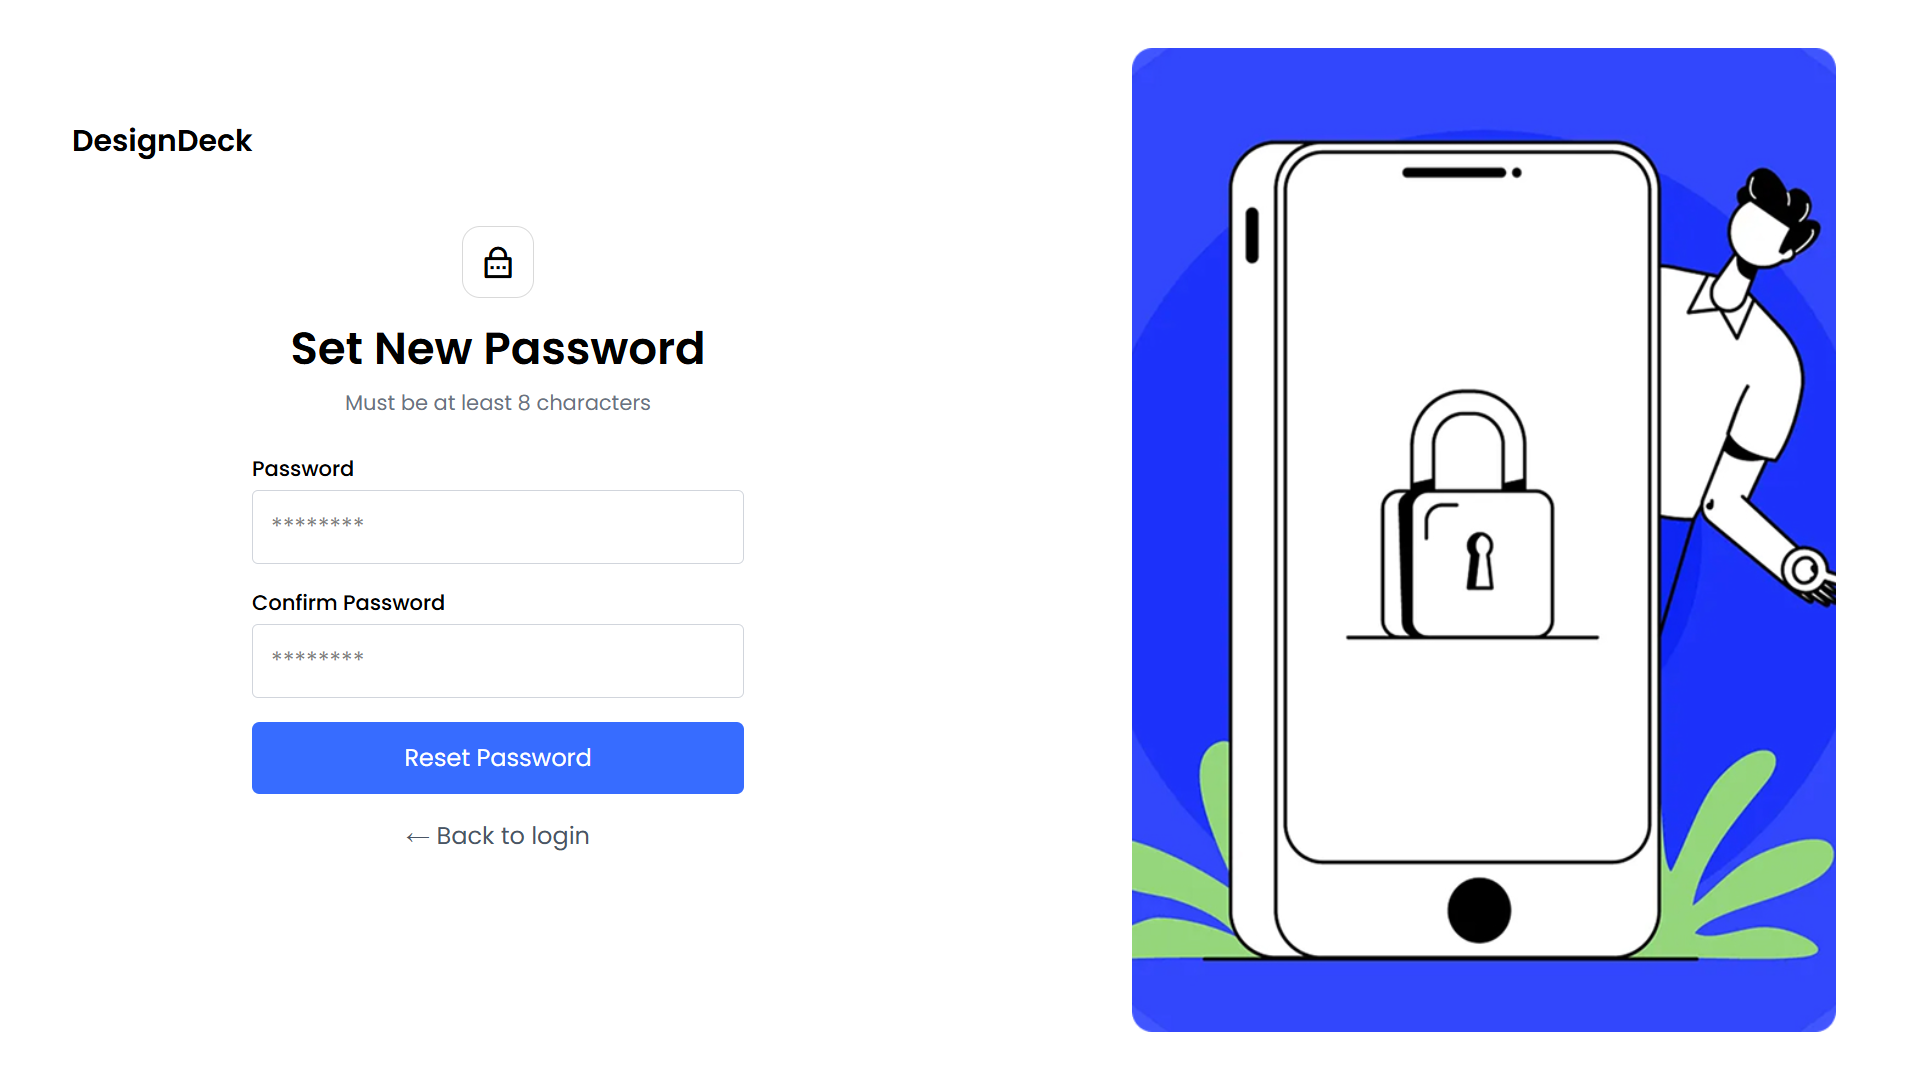 DesignDeck
Set New Password
Must be at least 8 characters
Password
********
Confirm Password
********
Reset Password
← Back to login